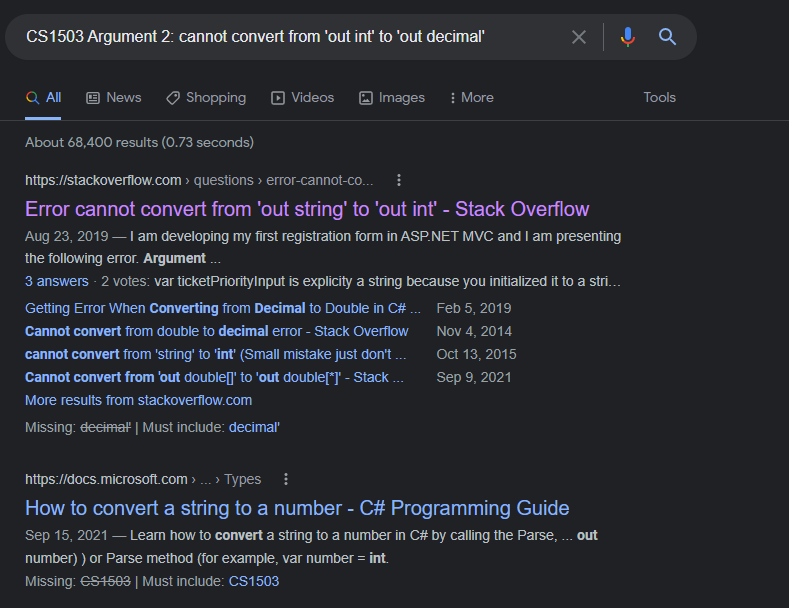 CS1503 Argument 2: cannot convert from 'out int' to 'out decimal'
All News Shopping Videos Images More Tools
About 68,400 results (0.73 seconds)
https://stackoverflow.com › questions › error-cannot-co...
Error cannot convert from 'out string' to 'out int' - Stack Overflow
Aug 23, 2019 — I am developing my first registration form in ASP.NET MVC and I am presenting
the following error. Argument ...
3 answers · 2 votes: var ticketPriorityInput is explicity a string because you initialized it to a stri…
Getting Error When Converting from Decimal to Double in C# ... Feb 5, 2019
Cannot convert from double to decimal error - Stack Overflow Nov 4, 2014
cannot convert from 'string' to 'int' (Small mistake just don't ... Oct 13, 2015
Cannot convert from 'out double[]' to 'out double[*]' - Stack ... Sep 9, 2021
More results from stackoverflow.com
Missing: decimal' | Must include: decimal'
https://docs.microsoft.com › ... › Types
How to convert a string to a number - C# Programming Guide
Sep 15, 2021 — Learn how to convert a string to a number in C# by calling the Parse, ... out
number) ) or Parse method (for example, var number = int.
Missing: CS1503 | Must include: CS1503